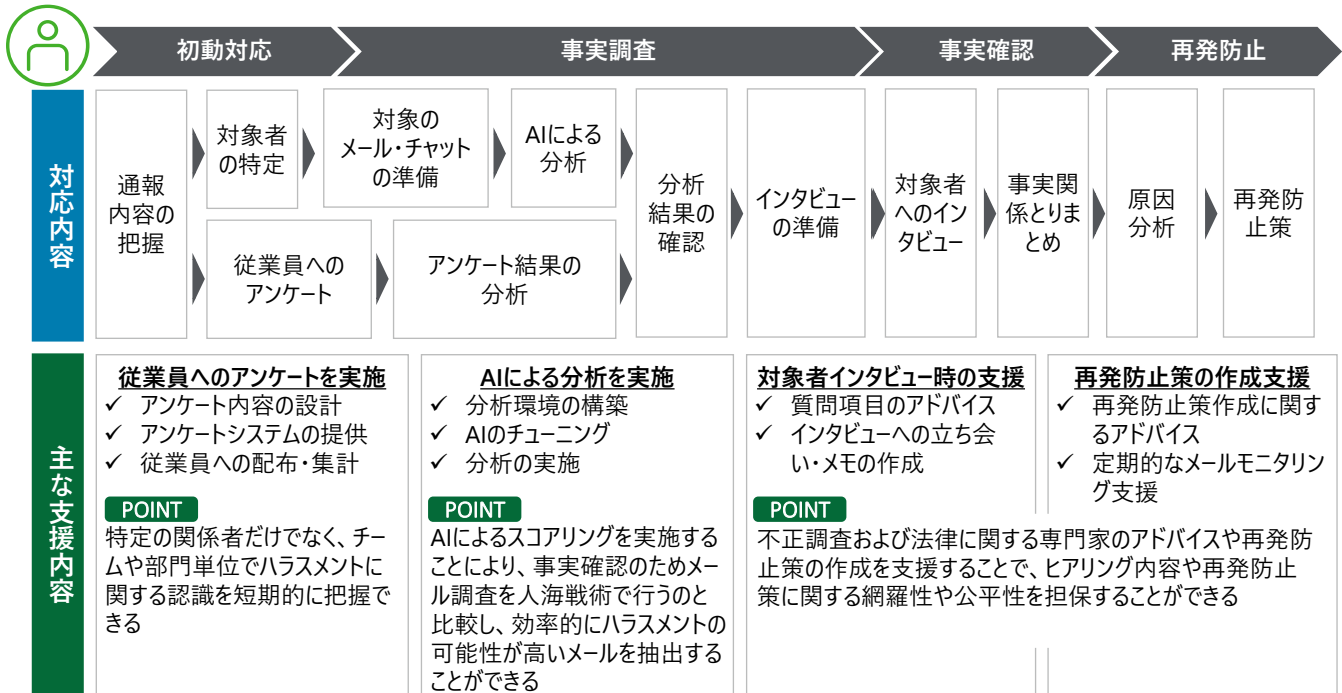 初動対応
事実調査
事実確認
再発防止
対応内容
通報
内容の
把握
対象者
の特定
対象の
メール・チャット
の準備
AIによる
分析
従業員への
アンケート
アンケート結果の
分析
分析
結果の
確認
インタビュー
の準備
対象者
へのイン
タビュー
事実関
係とりま
とめ
原因
分析
再発防
止策
主な支援内容
従業員へのアンケートを実施
✓ アンケート内容の設計
✓ アンケートシステムの提供
✓ 従業員への配布・集計
POINT
特定の関係者だけでなく、チー
ムや部門単位でハラスメントに
関する認識を短期的に把握で
きる
AIによる分析を実施
✓ 分析環境の構築
✓ AIのチューニング
✓ 分析の実施
POINT
AIによるスコアリングを実施する
ことにより、事実確認のためメー
ル調査を人海戦術で行うのと
比較し、効率的にハラスメントの
可能性が高いメールを抽出する
ことができる
対象者インタビュー時の支援
✓ 質問項目のアドバイス
✓ インタビューへの立ち会
い・メモの作成
再発防止策の作成支援
✓ 再発防止策作成に関す
るアドバイス
✓ 定期的なメールモニタリン
グ支援
POINT
不正調査および法律に関する専門家のアドバイスや再発防
止策の作成を支援することで、ヒアリング内容や再発防止
策に関する網羅性や公平性を担保することができる